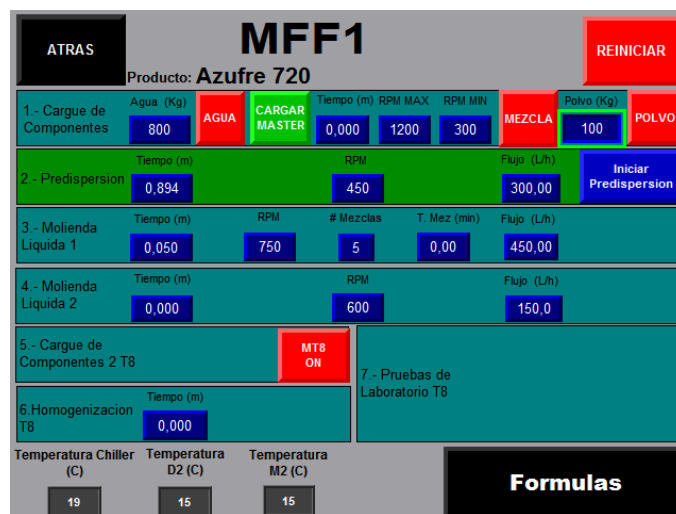 ATRAS
MFF1
REINICIAR
Producto: Azufre 720
1.- Cargue de
Componentes
Agua (Kg)
800
AGUA
CARGAR
MASTER
Tiempo (m)
0,000
RPM MAX
1200
RPM MIN
300
MEZCLA
Polvo (Kg)
100
POLVO
2.- Predispersion
Tiempo (m)
0,894
RPM
450
Flujo (L/h)
300,00
Iniciar
Predispersion
3.- Molienda
Liquida 1
Tiempo (m)
0,050
RPM
750
# Mezclas
5
T. Mez (min)
0,00
Flujo (L/h)
450,00
4.- Molienda
Liquida 2
Tiempo (m)
0,000
RPM
600
Flujo (L/h)
150,0
5.- Cargue de
Componentes 2 T8
MT8
ON
6.Homogenizacion
T8
Tiempo (m)
0,000
7.- Pruebas de
Laboratorio T8
Temperatura Chiller
(C)
19
Temperatura
D2 (C)
15
Temperatura
M2 (C)
15
Formulas